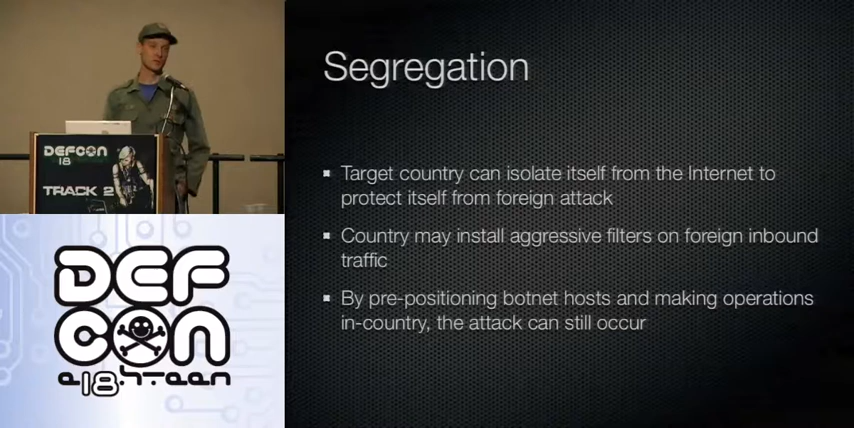 DEFCON
18
TRACK 2
DEF
CON
e18hteen
Segregation
Target country can isolate itself from the Internet to
protect itself from foreign attack
Country may install aggressive filters on foreign inbound
traffic
By pre-positioning botnet hosts and making operations
in-country, the attack can still occur